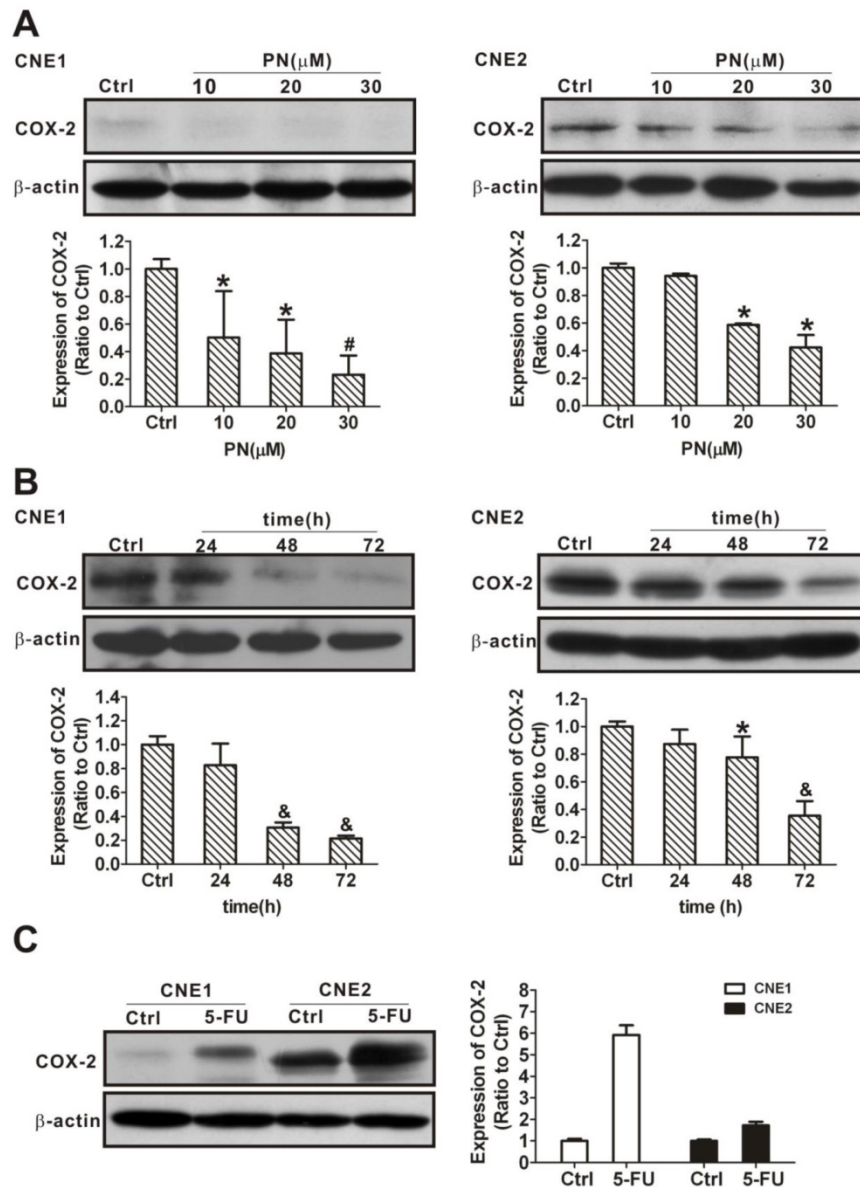 A
CNE1
PN(μM)
Ctrl 10 20 30
COX-2
β-actin
Expression of COX-2
(Ratio to Ctrl)
1.2
1.0
0.8
0.6
0.4
0.2
0.0
* * #
Ctrl 10 20 30
PN(μM)
CNE2
PN(μM)
Ctrl 10 20 30
COX-2
β-actin
Expression of COX-2
(Ratio to Ctrl)
1.2
1.0
0.8
0.6
0.4
0.2
0.0
* *
Ctrl 10 20 30
PN(μM)
B
CNE1
time(h)
Ctrl 24 48 72
COX-2
β-actin
Expression of COX-2
(Ratio to Ctrl)
1.4
1.2
1.0
0.8
0.6
0.4
0.2
0.0
& &
Ctrl 24 48 72
time(h)
CNE2
time(h)
Ctrl 24 48 72
COX-2
β-actin
Expression of COX-2
(Ratio to Ctrl)
1.2
1.0
0.8
0.6
0.4
0.2
0.0
* &
Ctrl 24 48 72
time (h)
C
CNE1 CNE2
Ctrl 5-FU Ctrl 5-FU
COX-2
β-actin
Expression of COX-2
(Ratio to Ctrl)
8
7
6
5
4
3
2
1
0
CNE1
CNE2
Ctrl 5-FU Ctrl 5-FU